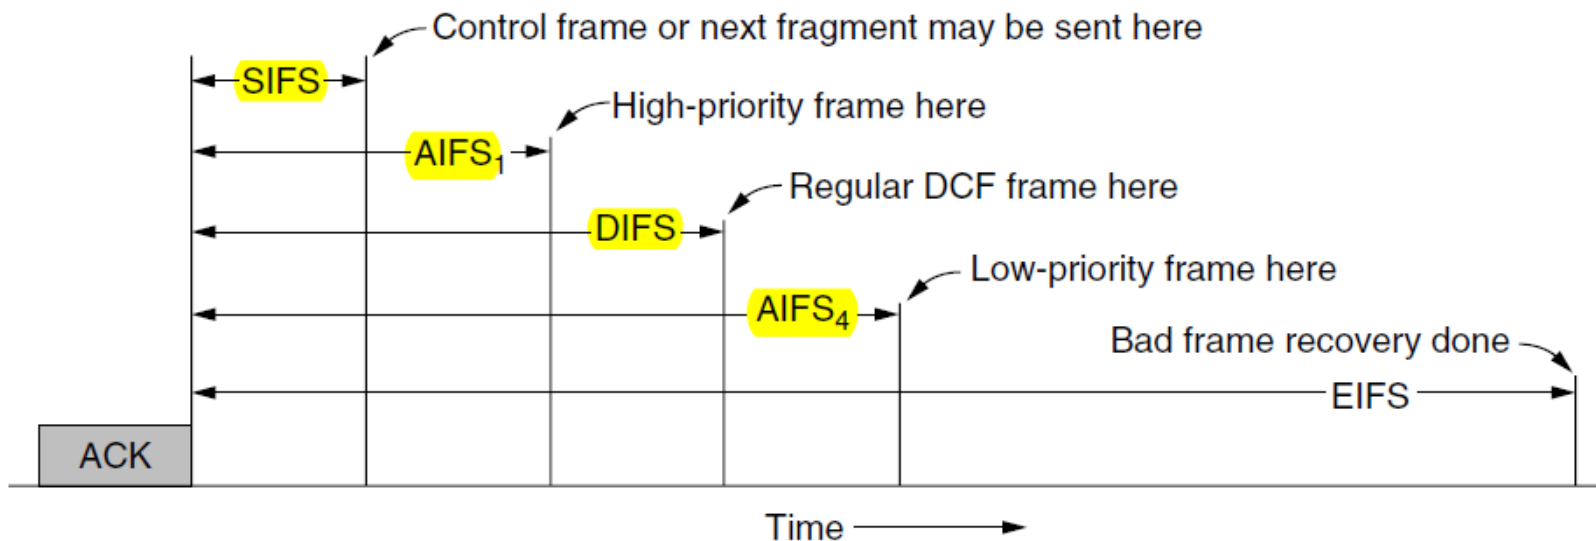 Control frame or next fragment may be sent here
SIFS
High-priority frame here
AIFS₁
Regular DCF frame here
DIFS
Low-priority frame here
AIFS₄
Bad frame recovery done
EIFS
ACK
Time